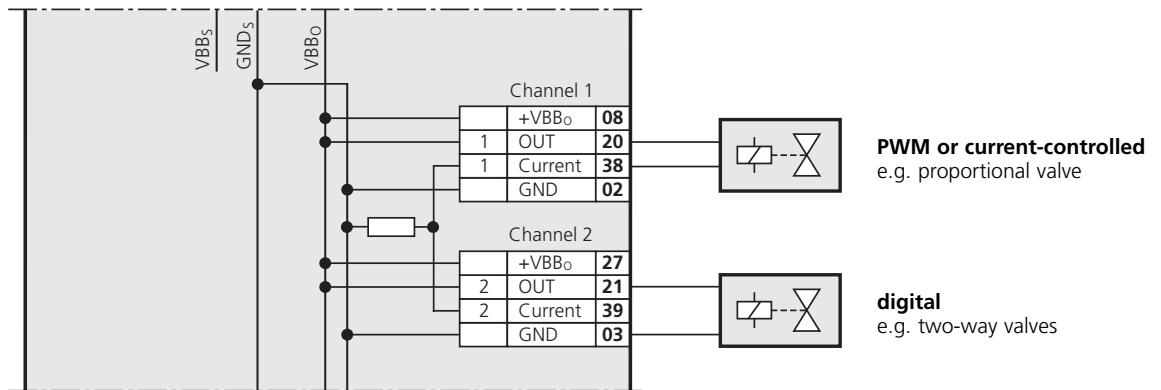 VBBS
GNDS
VBBO
Channel 1
+VBBO 08
1 OUT 20
1 Current 38
GND 02
PWM or current-controlled
e.g. proportional valve
Channel 2
+VBBO 27
2 OUT 21
2 Current 39
GND 03
digital
e.g. two-way valves